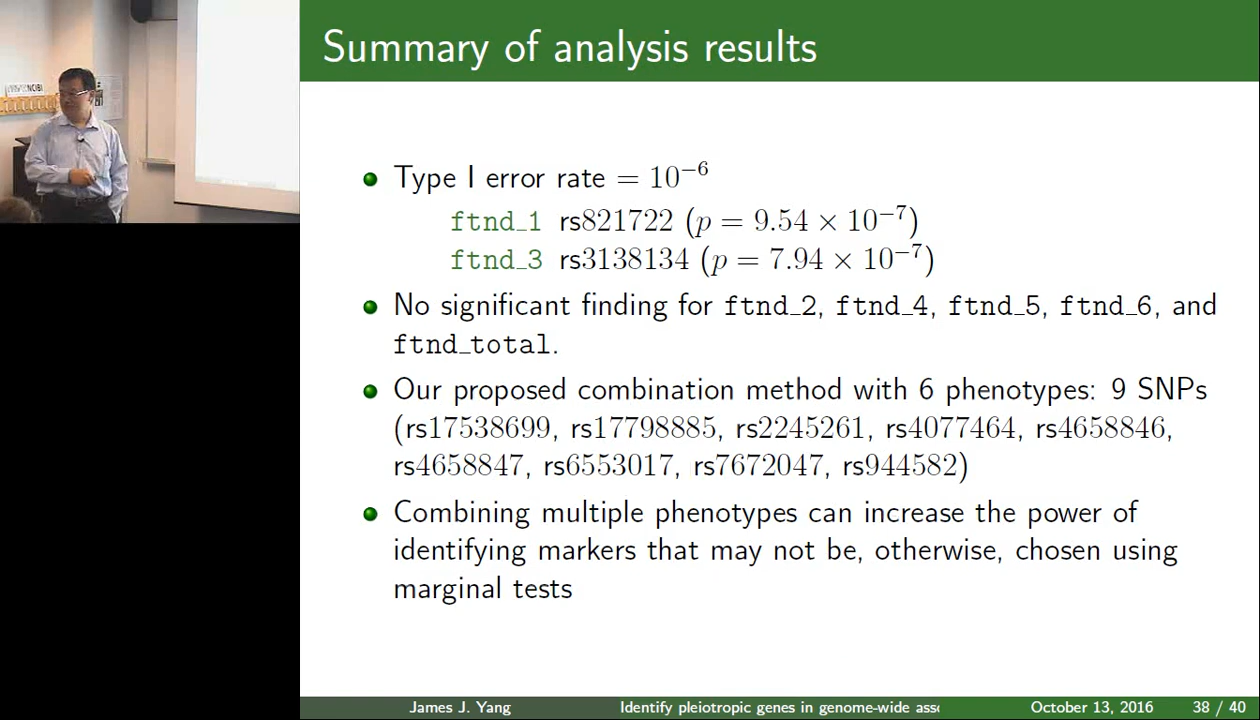 Summary of analysis results
Type I error rate = 10⁻⁶
ftnd_1 rs821722 (p = 9.54 × 10⁻⁷)
ftnd_3 rs3138134 (p = 7.94 × 10⁻⁷)
No significant finding for ftnd_2, ftnd_4, ftnd_5, ftnd_6, and
ftnd_total.
Our proposed combination method with 6 phenotypes: 9 SNPs
(rs17538699, rs17798885, rs2245261, rs4077464, rs4658846,
rs4658847, rs6553017, rs7672047, rs944582)
Combining multiple phenotypes can increase the power of
identifying markers that may not be, otherwise, chosen using
marginal tests
James J. Yang
Identify pleiotropic genes in genome-wide asso
October 13, 2016
38 / 40